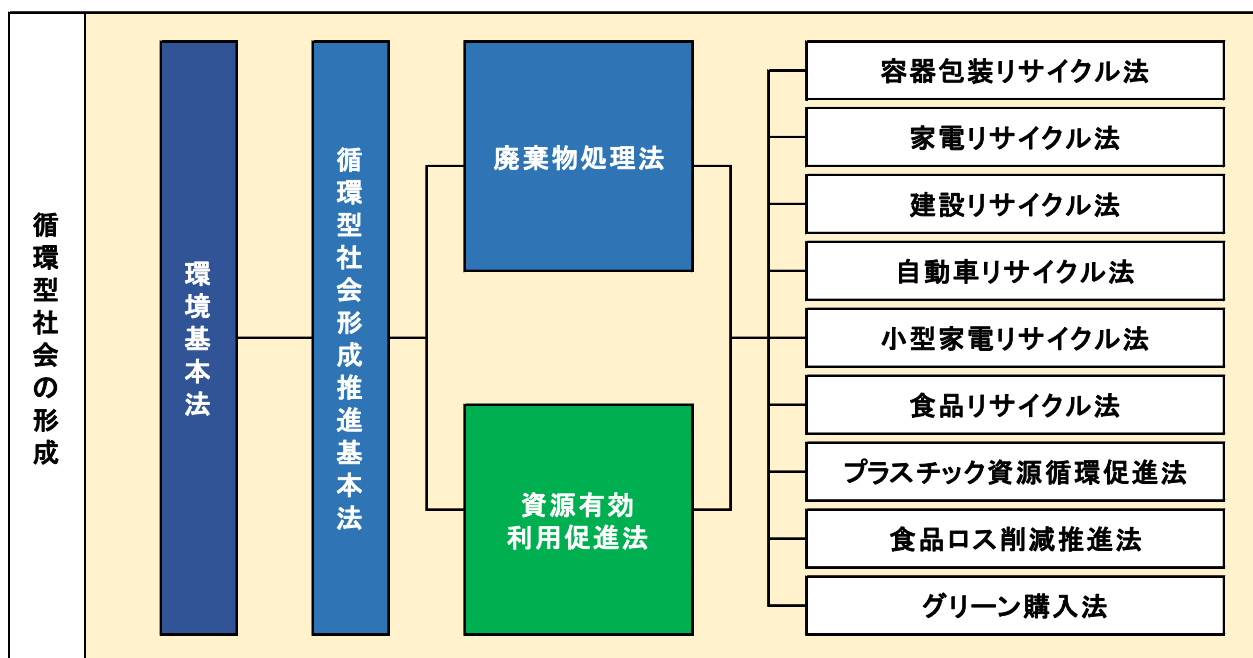 循環型社会の形成
環境基本法
循環型社会形成推進基本法
廃棄物処理法
資源有効
利用促進法
容器包装リサイクル法
家電リサイクル法
建設リサイクル法
自動車リサイクル法
小型家電リサイクル法
食品リサイクル法
プラスチック資源循環促進法
食品ロス削減推進法
グリーン購入法